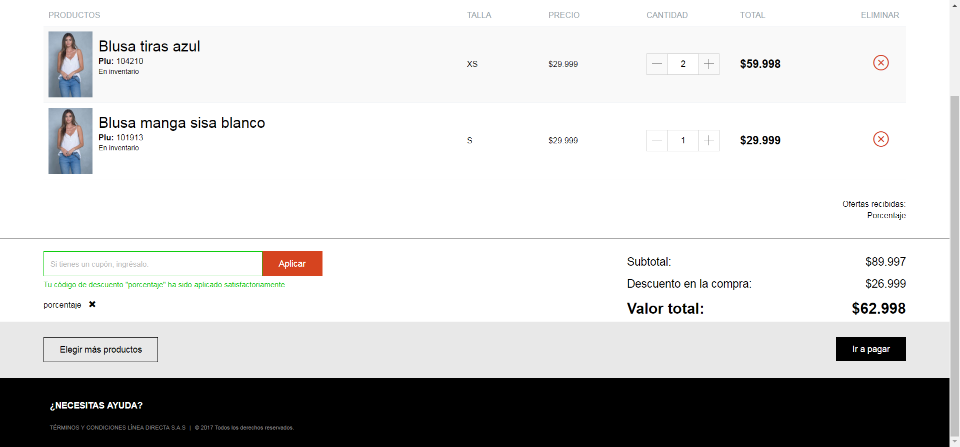 PRODUCTOS TALLA PRECIO CANTIDAD TOTAL ELIMINAR
Blusa tiras azul
Plu: 104210
En inventario
XS $29.999 — 2 + $59.998
Blusa manga sisa blanco
Plu: 101913
En inventario
S $29.999 — 1 + $29.999
Ofertas recibidas:
Porcentaje
Si tienes un cupón, ingrésalo. Aplicar
Tu código de descuento "porcentaje" ha sido aplicado satisfactoriamente
porcentaje ✖
Subtotal: $89.997
Descuento en la compra: $26.999
Valor total: $62.998
Elegir más productos Ir a pagar
¿NECESITAS AYUDA?
TÉRMINOS Y CONDICIONES LÍNEA DIRECTA S.A.S | © 2017 Todos los derechos reservados.